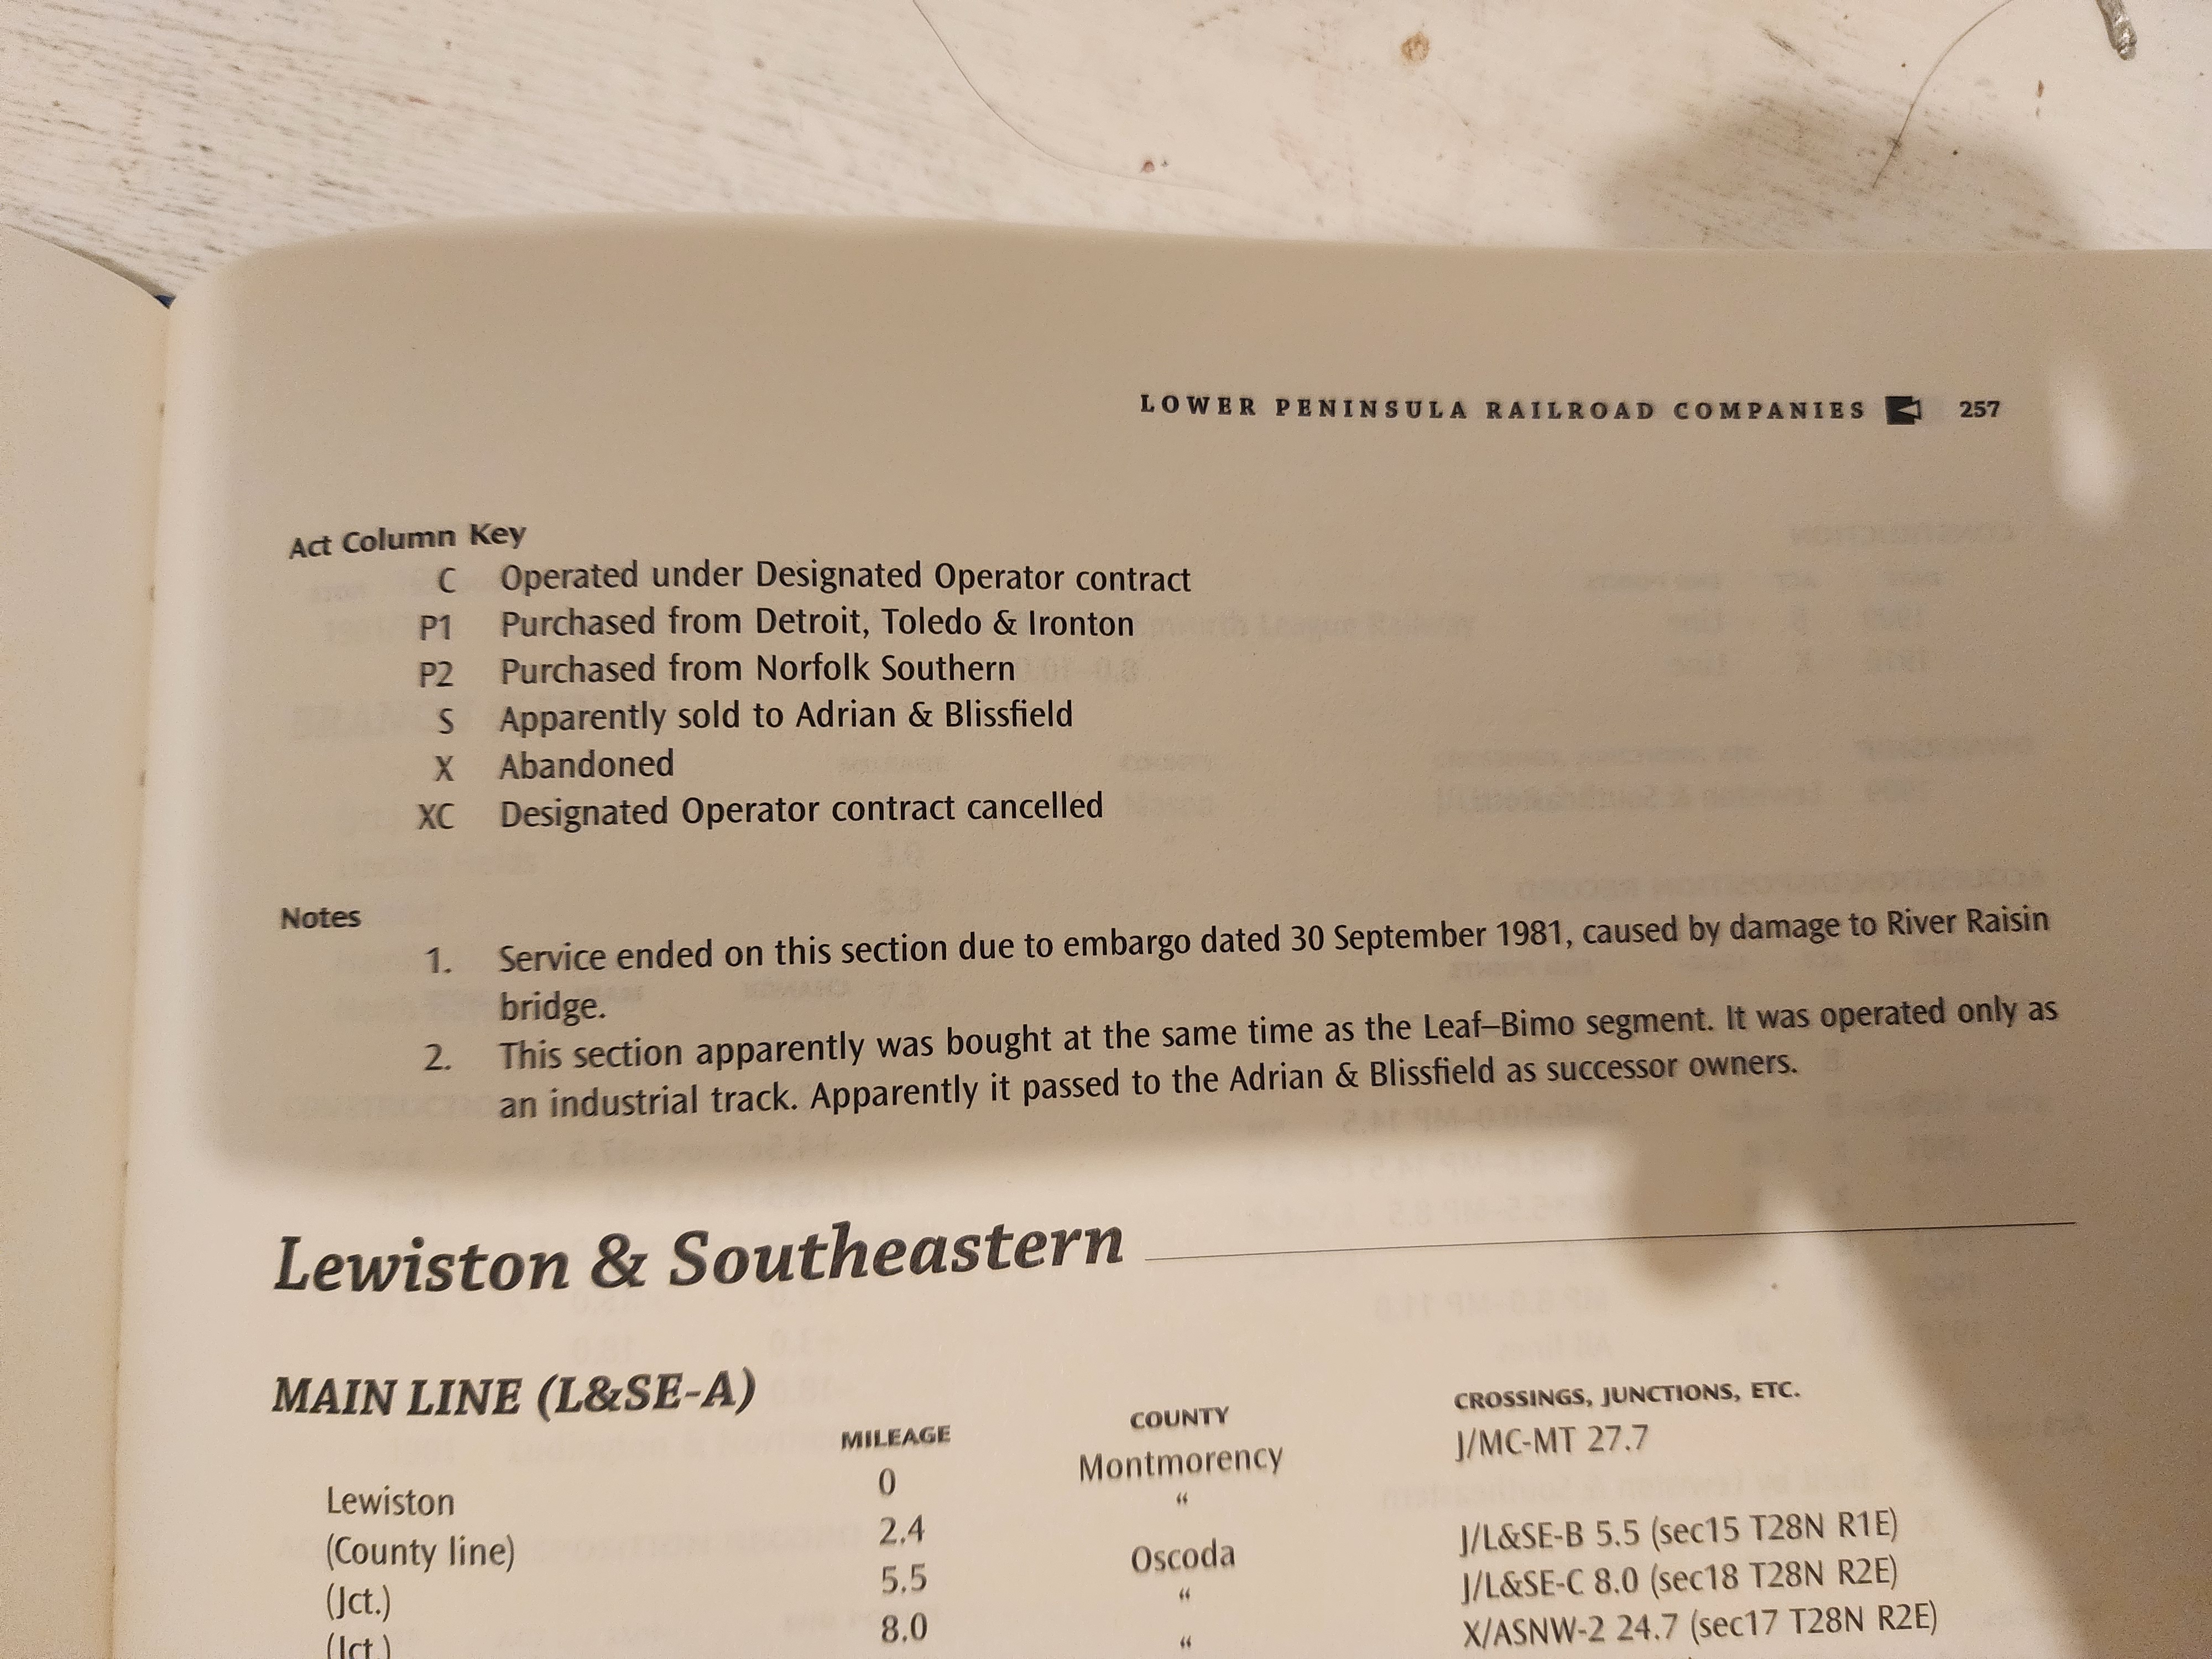 LOWER PENINSULA RAILROAD COMPANIES 257
Act Column Key
C Operated under Designated Operator contract
P1 Purchased from Detroit, Toledo & Ironton
P2 Purchased from Norfolk Southern
S Apparently sold to Adrian & Blissfield
X Abandoned
XC Designated Operator contract cancelled
Notes
1. Service ended on this section due to embargo dated 30 September 1981, caused by damage to River Raisin
bridge.
2. This section apparently was bought at the same time as the Leaf–Bimo segment. It was operated only as
an industrial track. Apparently it passed to the Adrian & Blissfield as successor owners.
Lewiston & Southeastern
MAIN LINE (L&SE-A)
MILEAGE COUNTY CROSSINGS, JUNCTIONS, ETC.
Lewiston 0 Montmorency J/MC-MT 27.7
(County line) 2.4 “
(Jct.) 5.5 Oscoda J/L&SE-B 5.5 (sec15 T28N R1E)
(Jct.) 8.0 “ J/L&SE-C 8.0 (sec18 T28N R2E)
“ X/ASNW-2 24.7 (sec17 T28N R2E)